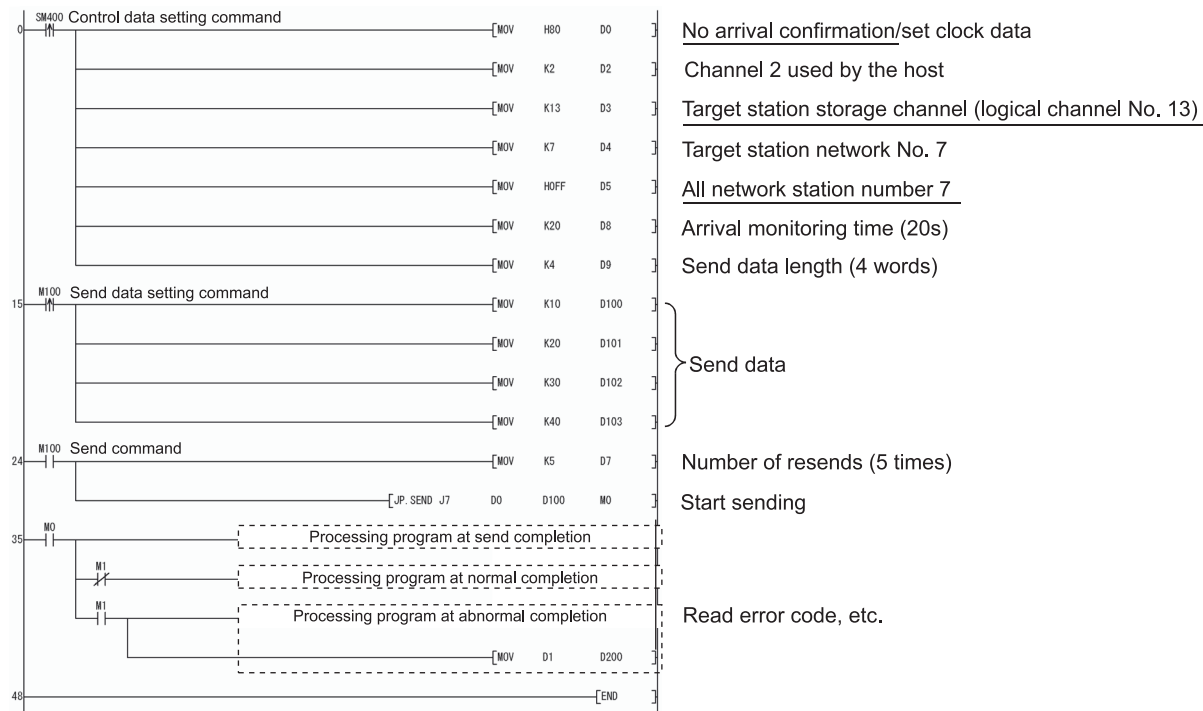 SM400 Control data setting command
0 [MOV H80 D0 ] No arrival confirmation/set clock data
[MOV K2 D2 ] Channel 2 used by the host
[MOV K13 D3 ] Target station storage channel (logical channel No. 13)
[MOV K7 D4 ] Target station network No. 7
[MOV H0FF D5 ] All network station number 7
[MOV K20 D8 ] Arrival monitoring time (20s)
[MOV K4 D9 ] Send data length (4 words)
M100 Send data setting command
15 [MOV K10 D100 ]
[MOV K20 D101 ]
Send data
[MOV K30 D102 ]
[MOV K40 D103 ]
M100 Send command
24 [MOV K5 D7 ] Number of resends (5 times)
[JP.SEND J7 D0 D100 M0 ] Start sending
M0
35 Processing program at send completion
M1
Processing program at normal completion
M1
Processing program at abnormal completion Read error code, etc.
[MOV D1 D200 ]
48 [END ]